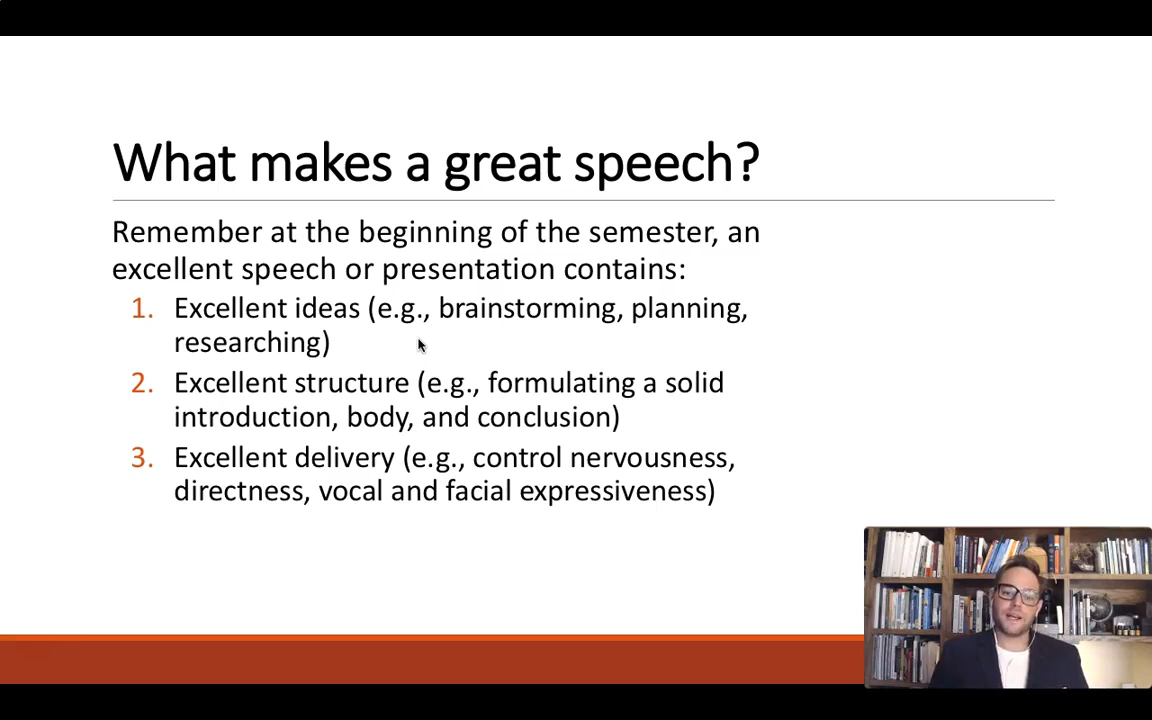 What makes a great speech?
Remember at the beginning of the semester, an
excellent speech or presentation contains:
1. Excellent ideas (e.g., brainstorming, planning,
researching)
2. Excellent structure (e.g., formulating a solid
introduction, body, and conclusion)
3. Excellent delivery (e.g., control nervousness,
directness, vocal and facial expressiveness)